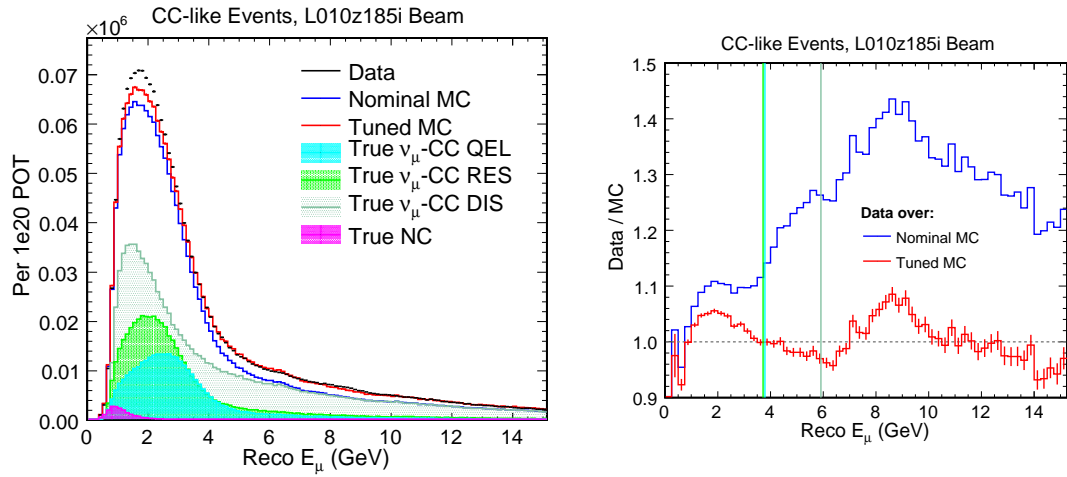 CC-like Events, L010z185i Beam
×10⁶
Per 1e20 POT
0.07
0.06
0.05
0.04
0.03
0.02
0.01
0.00
Data
Nominal MC
Tuned MC
True νμ-CC QEL
True νμ-CC RES
True νμ-CC DIS
True NC
0 2 4 6 8 10 12 14
Reco Eμ (GeV)
CC-like Events, L010z185i Beam
Data / MC
1.5
1.4
1.3
1.2
1.1
1.0
0.9
Data over:
Nominal MC
Tuned MC
0 2 4 6 8 10 12 14
Reco Eμ (GeV)